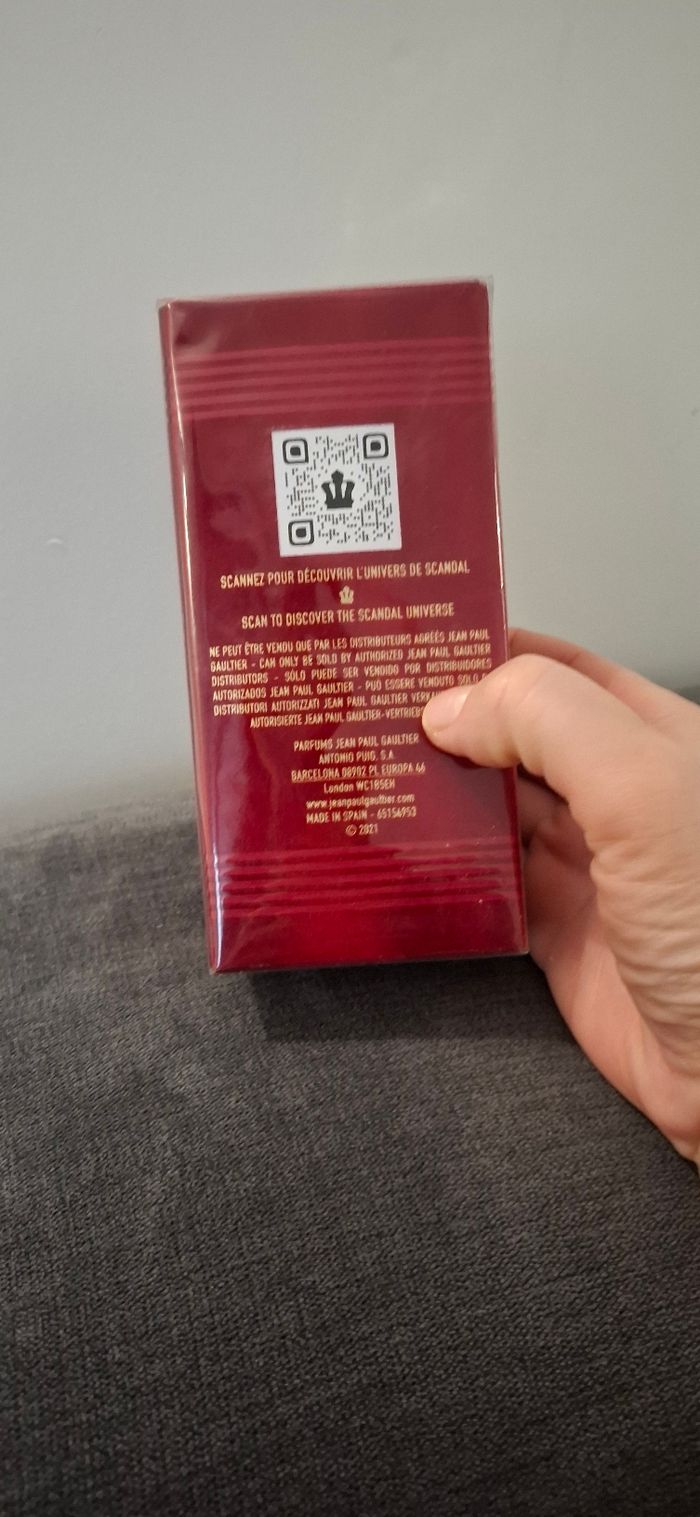 SCANNEZ POUR DÉCOUVRIR L'UNIVERS DE SCANDAL
SCAN TO DISCOVER THE SCANDAL UNIVERSE
NE PEUT ÊTRE VENDU QUE PAR LES DISTRIBUTEURS AGRÉÉS JEAN PAUL
GAULTIER - CAN ONLY BE SOLD BY AUTHORIZED JEAN PAUL GAULTIER
DISTRIBUTORS - SÓLO PUEDE SER VENDIDO POR DISTRIBUIDORES
AUTORIZADOS JEAN PAUL GAULTIER - PUÒ ESSERE VENDUTO SOLO
DISTRIBUTORI AUTORIZZATI JEAN PAUL GAULTIER
AUTORISIERTE JEAN PAUL
PARFUMS JEAN PAUL GAULTIER
ANTONIO PUIG, S.A.
BARCELONA 08902 PL EUROPA 46
London WC1B5EH
www.jeanpaulgaultier.com
MADE IN SPAIN - 65154953
© 2021